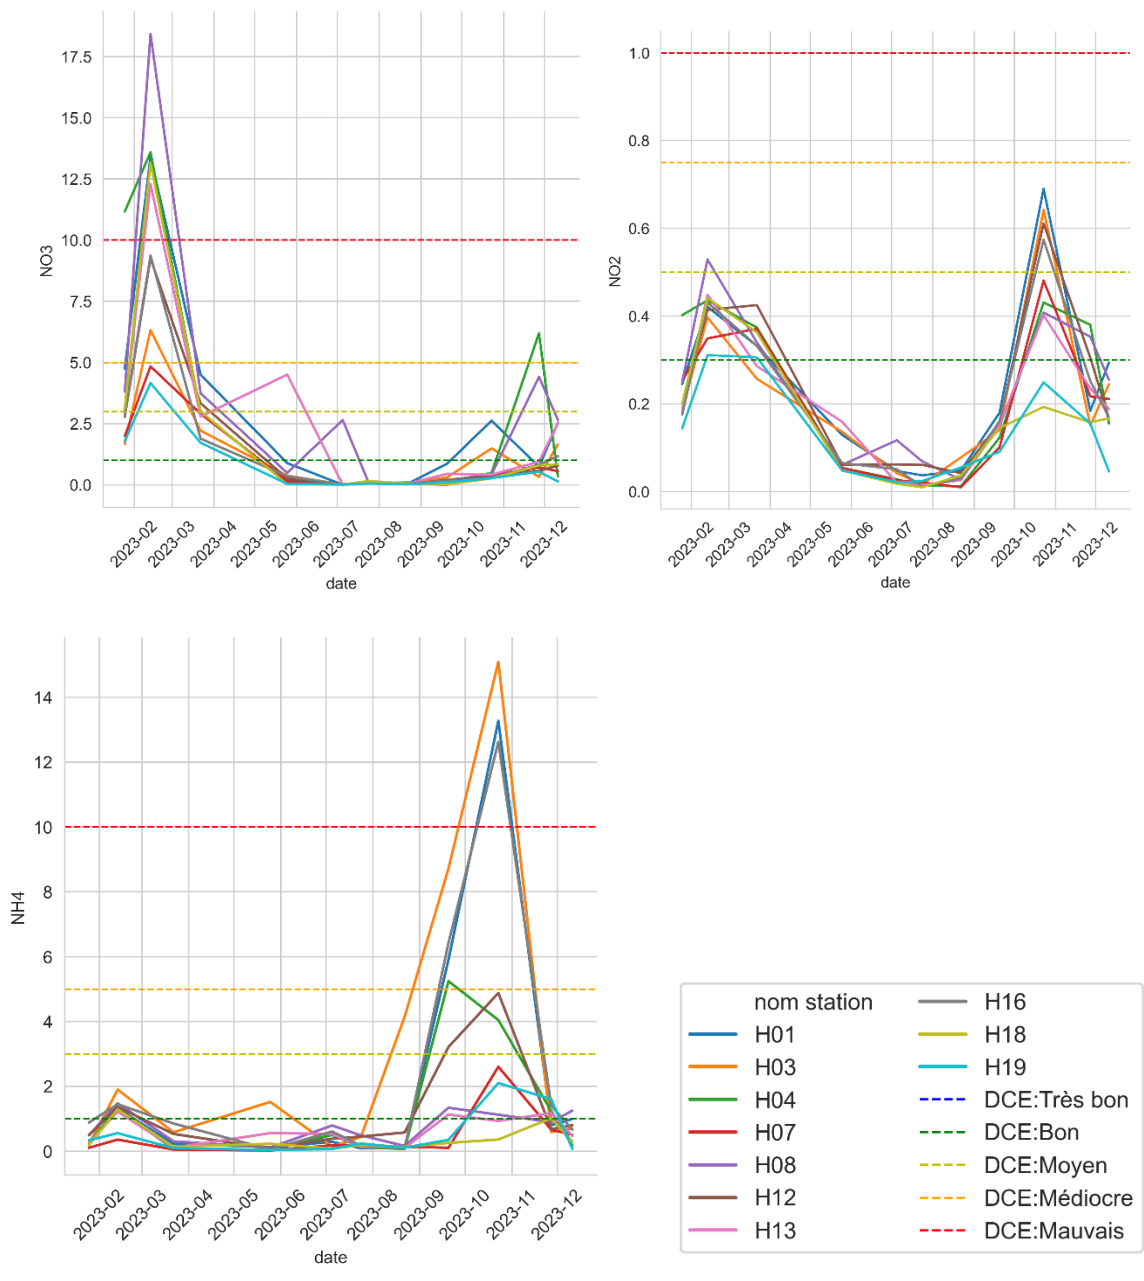 17.5
15.0
12.5
10.0
7.5
5.0
2.5
0.0
NO3
2023-02
2023-03
2023-04
2023-05
2023-06
2023-07
2023-08
2023-09
2023-10
2023-11
2023-12
date
1.0
0.8
0.6
0.4
0.2
0.0
NO2
2023-02
2023-03
2023-04
2023-05
2023-06
2023-07
2023-08
2023-09
2023-10
2023-11
2023-12
date
14
12
10
8
6
4
2
0
NH4
2023-02
2023-03
2023-04
2023-05
2023-06
2023-07
2023-08
2023-09
2023-10
2023-11
2023-12
date
nom station
H01
H03
H04
H07
H08
H12
H13
H16
H18
H19
DCE:Très bon
DCE:Bon
DCE:Moyen
DCE:Médiocre
DCE:Mauvais